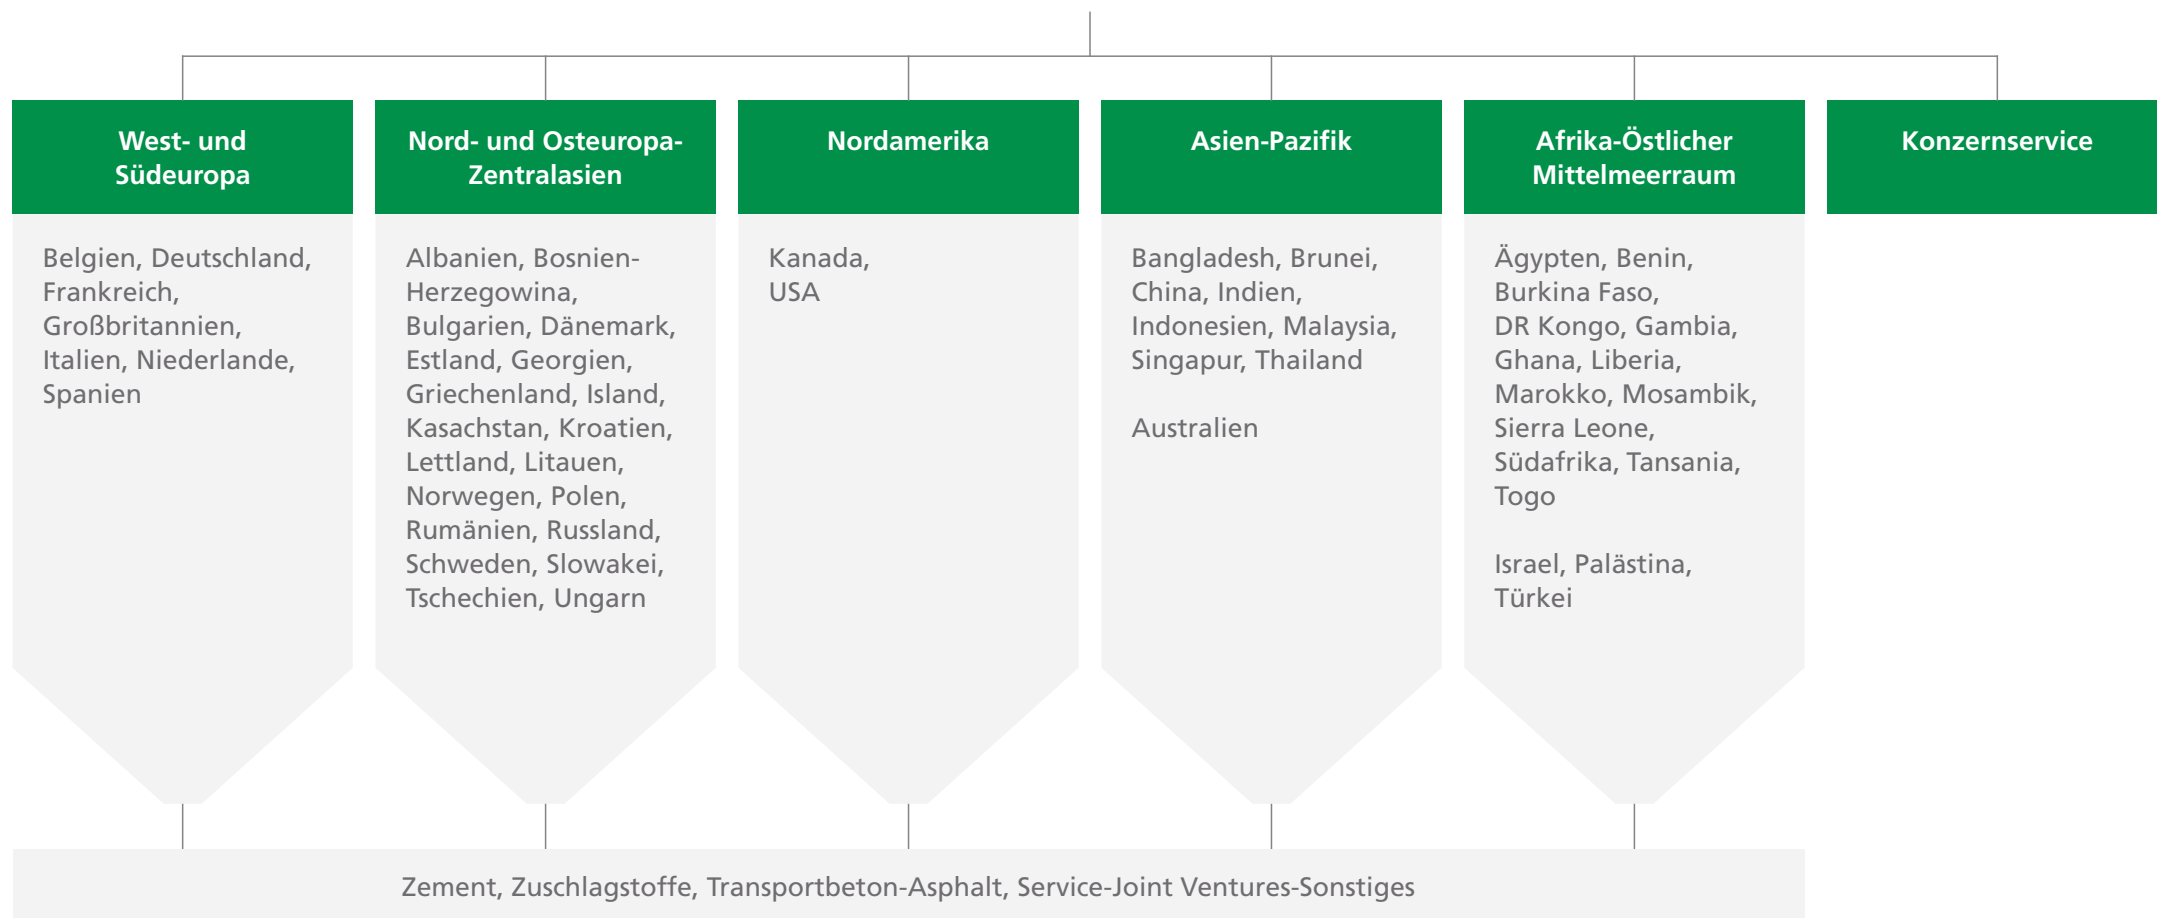 West- und
Südeuropa
Nord- und Osteuropa-
Zentralasien
Nordamerika
Asien-Pazifik
Afrika-Östlicher
Mittelmeerraum
Konzernservice
Belgien, Deutschland,
Frankreich,
Großbritannien,
Italien, Niederlande,
Spanien
Albanien, Bosnien-
Herzegowina,
Bulgarien, Dänemark,
Estland, Georgien,
Griechenland, Island,
Kasachstan, Kroatien,
Lettland, Litauen,
Norwegen, Polen,
Rumänien, Russland,
Schweden, Slowakei,
Tschechien, Ungarn
Kanada,
USA
Bangladesh, Brunei,
China, Indien,
Indonesien, Malaysia,
Singapur, Thailand
Australien
Ägypten, Benin,
Burkina Faso,
DR Kongo, Gambia,
Ghana, Liberia,
Marokko, Mosambik,
Sierra Leone,
Südafrika, Tansania,
Togo
Israel, Palästina,
Türkei
Zement, Zuschlagstoffe, Transportbeton-Asphalt, Service-Joint Ventures-Sonstiges